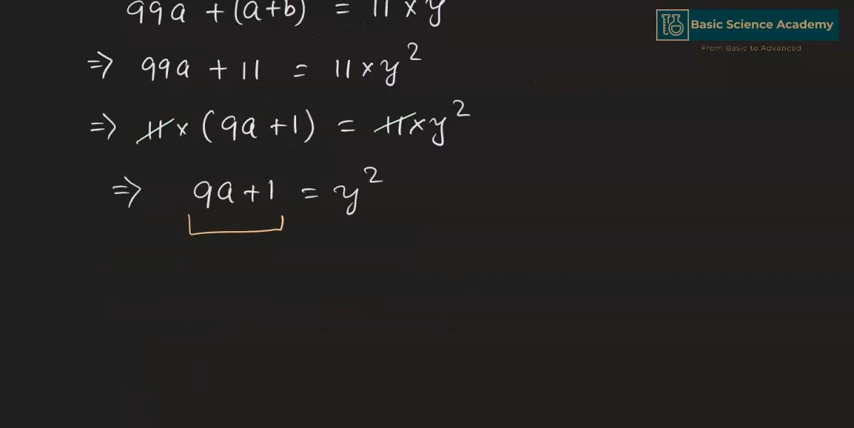 99a + (a+b) = 11 × y
⇒ 99a + 11 = 11 × y²
⇒ 11 × (9a + 1) = 11 × y²
⇒ 9a + 1 = y²
Basic Science Academy
From Basic to Advanced